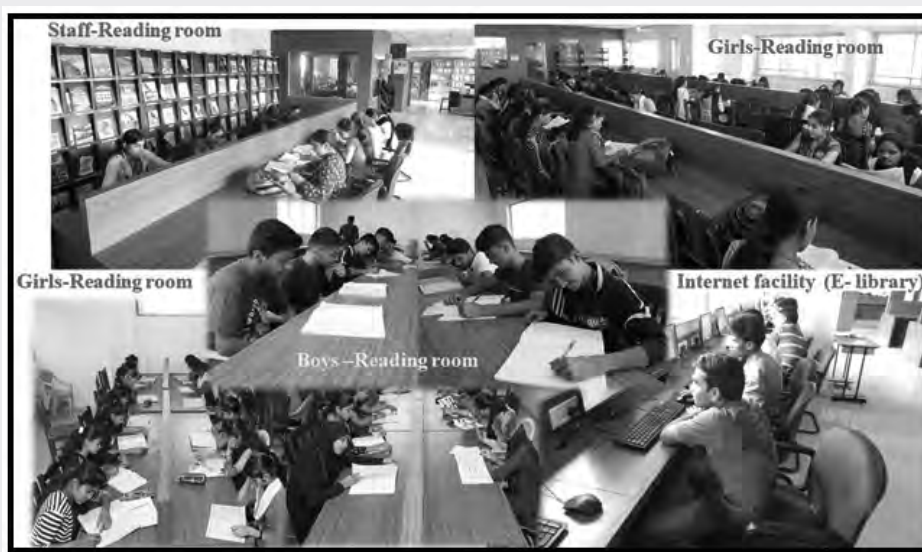 Staff-Reading room
Girls-Reading room
Girls-Reading room
Internet facility (E- library)
Boys –Reading room